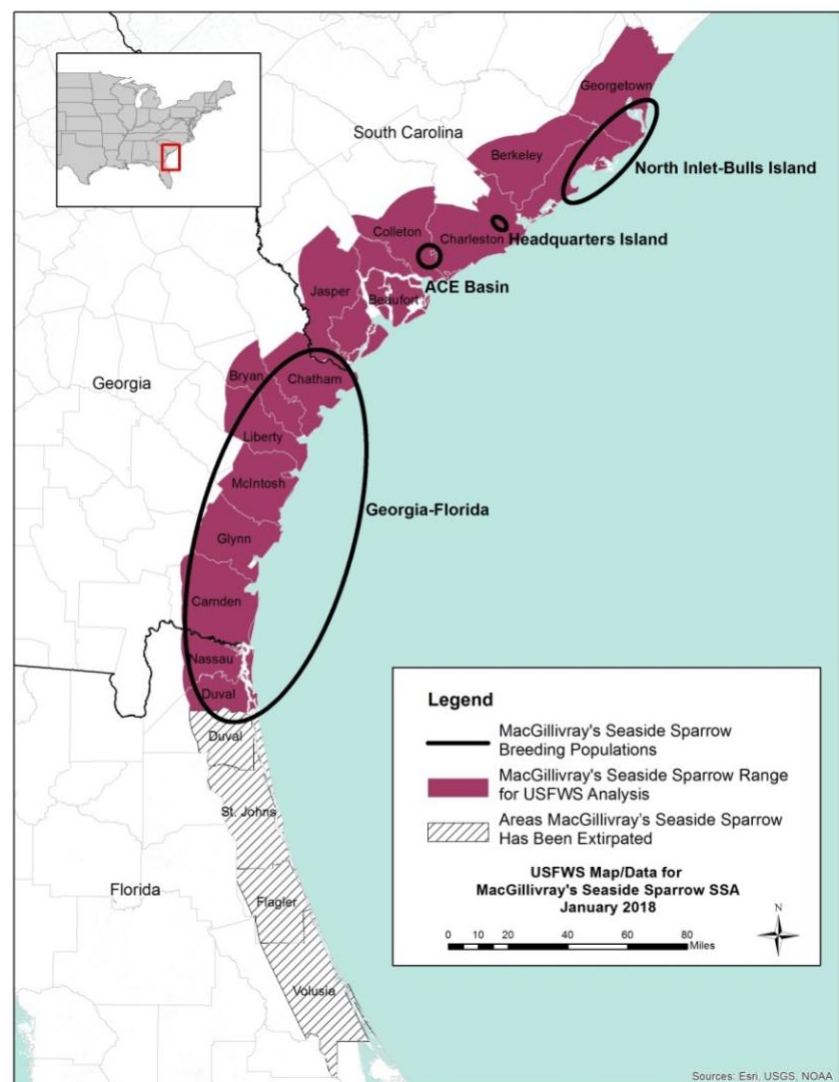 Georgetown
South Carolina
Berkeley
North Inlet-Bulls Island
Colleton
Charleston
Headquarters Island
ACE Basin
Jasper
Beaufort
Georgia
Bryan
Chatham
Liberty
McIntosh
Georgia-Florida
Glynn
Camden
Nassau
Duval
Duval
St. Johns
Florida
Flagler
Volusia
Legend
MacGillivray's Seaside Sparrow
Breeding Populations
MacGillivray's Seaside Sparrow Range
for USFWS Analysis
Areas MacGillivray's Seaside Sparrow
Has Been Extirpated
USFWS Map/Data for
MacGillivray's Seaside Sparrow SSA
January 2018
N
0 5 10 20 40 60 80
Miles
Sources: Esri, USGS, NOAA